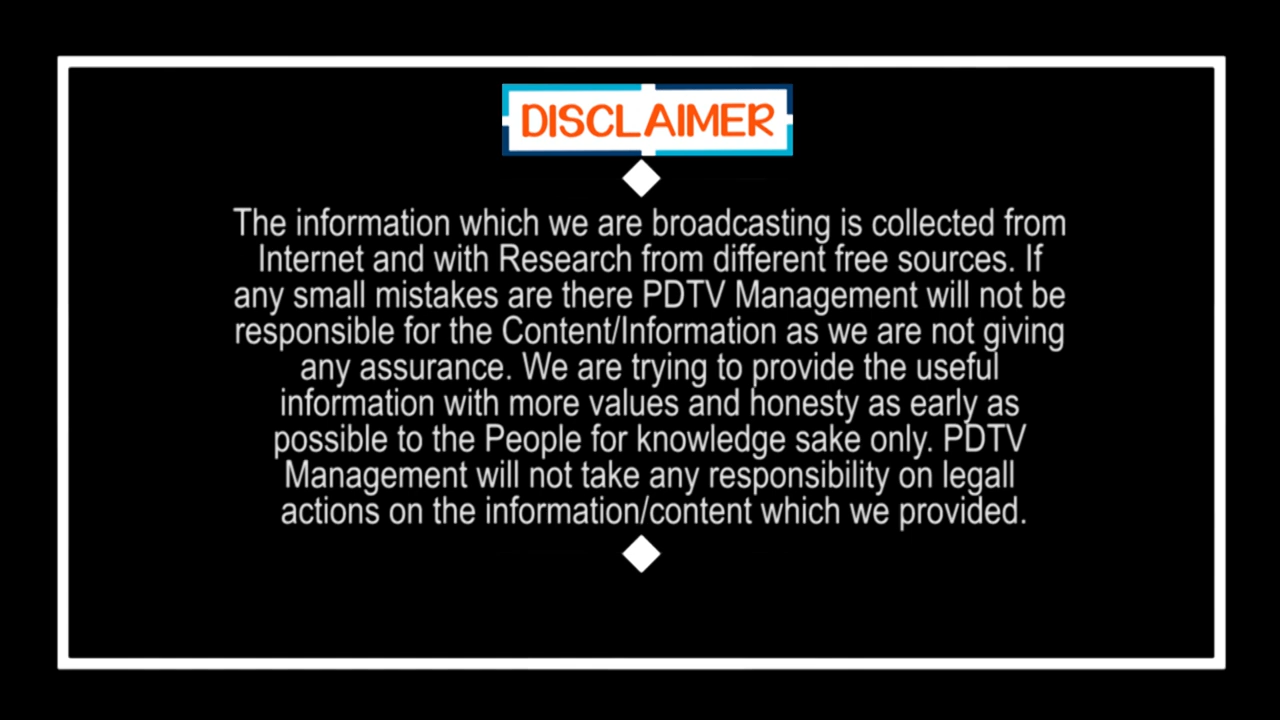 DISCLAIMER
The information which we are broadcasting is collected from
Internet and with Research from different free sources. If
any small mistakes are there PDTV Management will not be
responsible for the Content/Information as we are not giving
any assurance. We are trying to provide the useful
information with more values and honesty as early as
possible to the People for knowledge sake only. PDTV
Management will not take any responsibility on legall
actions on the information/content which we provided.